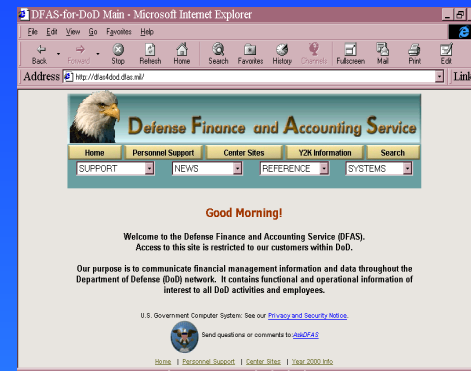 DFAS-for-DoD Main - Microsoft Internet Explorer
File Edit View Go Favorites Help
Back Forward Stop Refresh Home Search Favorites History Channels Fullscreen Mail Print Edit
Address http://dfas4dod.dfas.mil/ Link
Defense Finance and Accounting Service
Home Personnel Support Center Sites Y2K Information Search
SUPPORT NEWS REFERENCE SYSTEMS
Good Morning!
Welcome to the Defense Finance and Accounting Service (DFAS).
Access to this site is restricted to our customers within DoD.
Our purpose is to communicate financial management information and data throughout the
Department of Defense (DoD) network. It contains functional and operational information of
interest to all DoD activities and employees.
U.S. Government Computer System: See our Privacy and Security Notice.
Send questions or comments to AskDFAS
Home | Personnel Support | Center Sites | Year 2000 Info